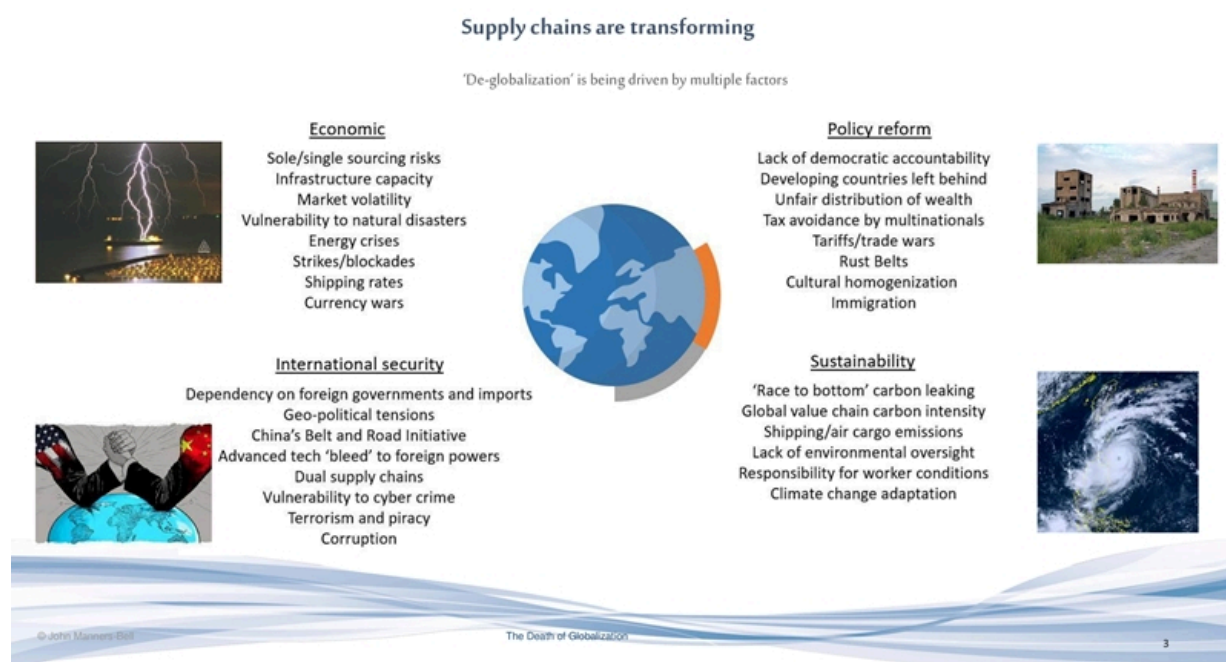 Supply chains are transforming
'De-globalization' is being driven by multiple factors
Economic
Sole/single sourcing risks
Infrastructure capacity
Market volatility
Vulnerability to natural disasters
Energy crises
Strikes/blockades
Shipping rates
Currency wars
Policy reform
Lack of democratic accountability
Developing countries left behind
Unfair distribution of wealth
Tax avoidance by multinationals
Tariffs/trade wars
Rust Belts
Cultural homogenization
Immigration
International security
Dependency on foreign governments and imports
Geo-political tensions
China's Belt and Road Initiative
Advanced tech 'bleed' to foreign powers
Dual supply chains
Vulnerability to cyber crime
Terrorism and piracy
Corruption
Sustainability
'Race to bottom' carbon leaking
Global value chain carbon intensity
Shipping/air cargo emissions
Lack of environmental oversight
Responsibility for worker conditions
Climate change adaptation
© John Manners-Bell
The Death of Globalization
3